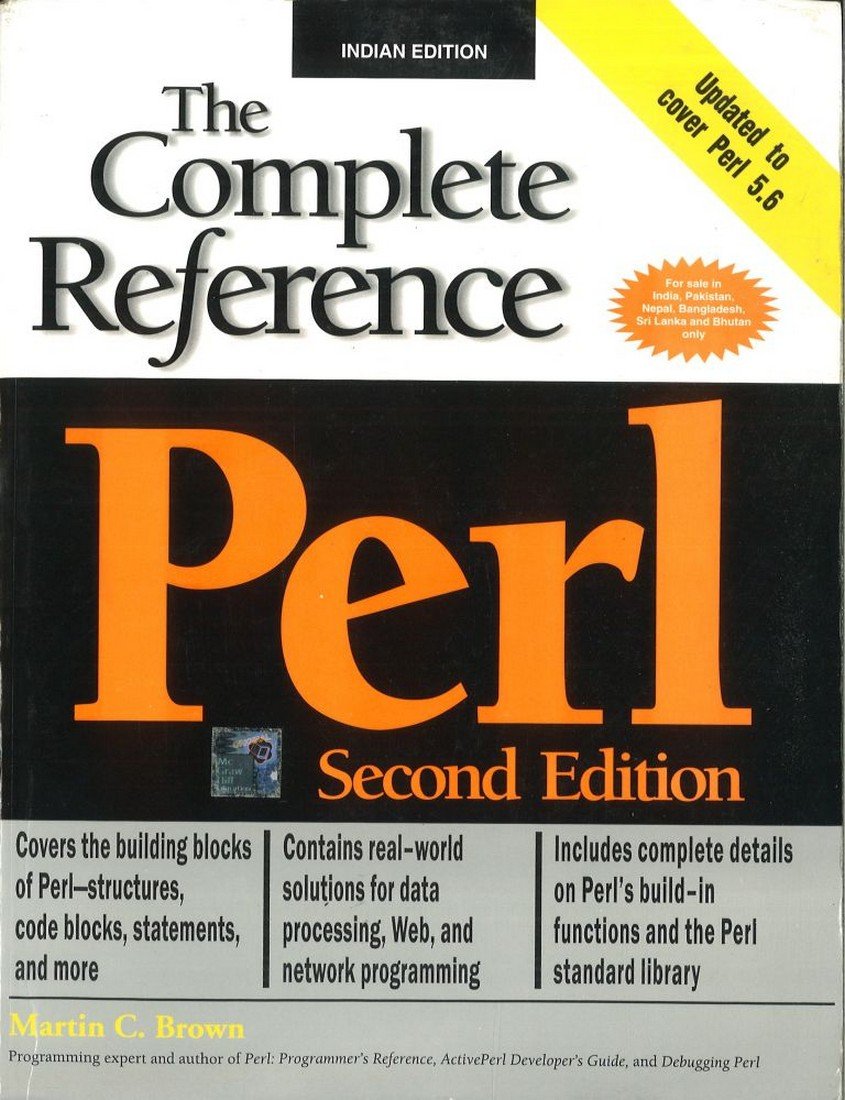 INDIAN EDITION
Updated to
cover Perl 5.6
The
Complete
Reference
For sale in
India, Pakistan,
Nepal, Bangladesh,
Sri Lanka and Bhutan
only
Perl
Mc
Graw
Hill
Education
Second Edition
Covers the building blocks
of Perl–structures,
code blocks, statements,
and more
Contains real-world
solutions for data
processing, Web, and
network programming
Includes complete details
on Perl's build-in
functions and the Perl
standard library
Martin C. Brown
Programming expert and author of Perl: Programmer's Reference, ActivePerl Developer's Guide, and Debugging Perl